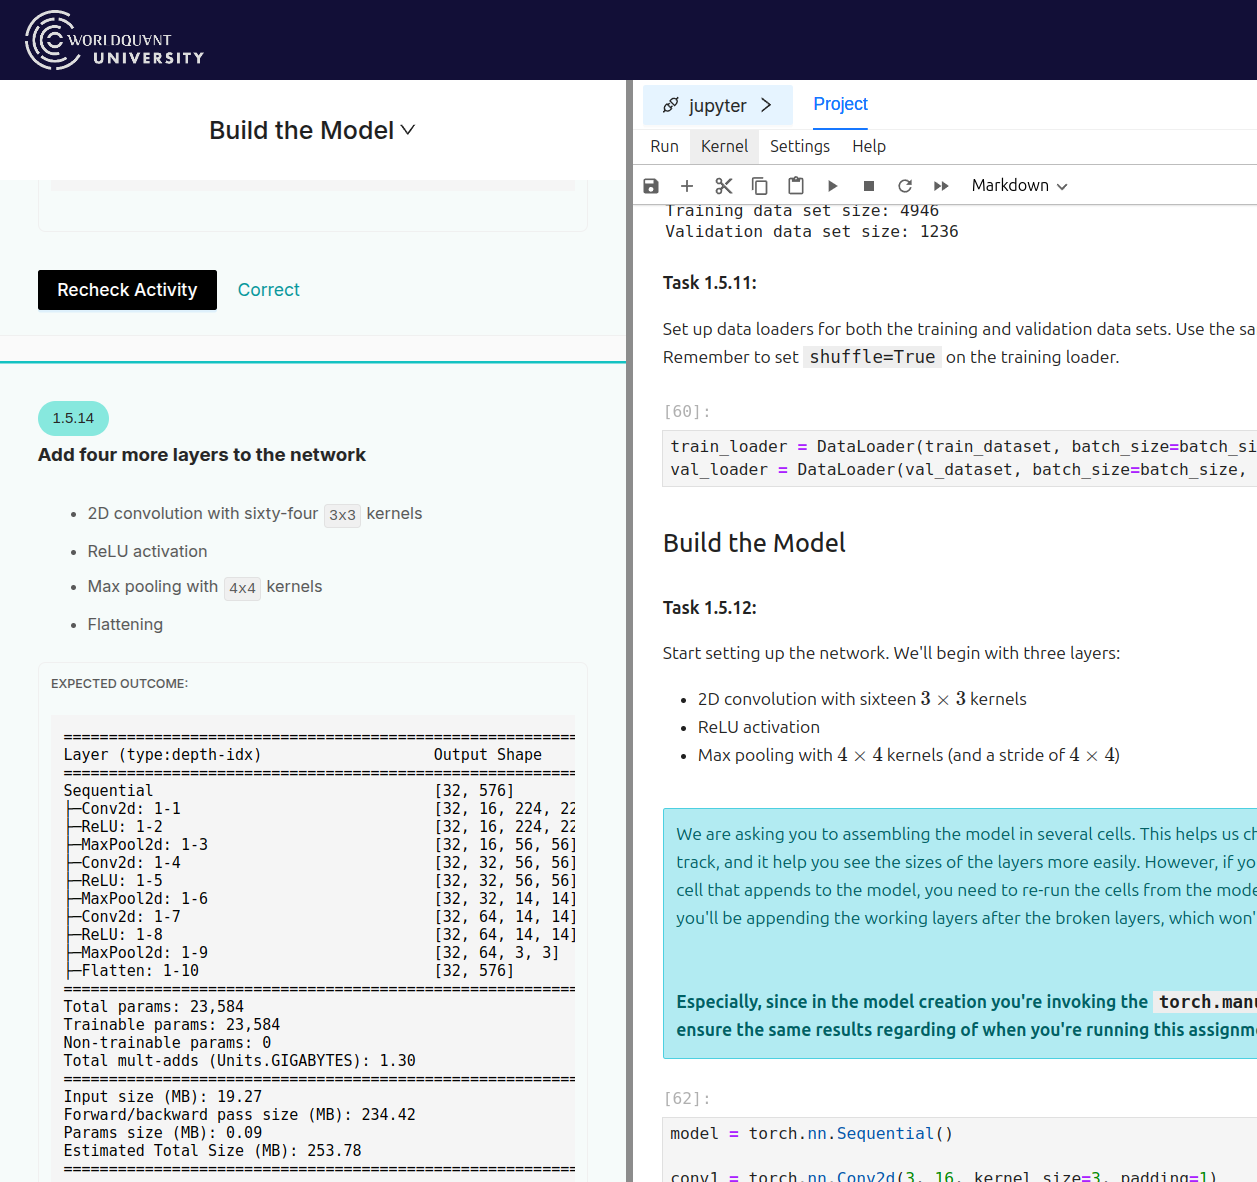 WORLDQUANT
UNIVERSITY
Build the Model
Recheck Activity Correct
1.5.14
Add four more layers to the network
• 2D convolution with sixty-four 3x3 kernels
• ReLU activation
• Max pooling with 4x4 kernels
• Flattening
EXPECTED OUTCOME:
=========================================================
Layer (type:depth-idx) Output Shape
=========================================================
Sequential [32, 576]
├─Conv2d: 1-1 [32, 16, 224, 22
├─ReLU: 1-2 [32, 16, 224, 22
├─MaxPool2d: 1-3 [32, 16, 56, 56]
├─Conv2d: 1-4 [32, 32, 56, 56]
├─ReLU: 1-5 [32, 32, 56, 56]
├─MaxPool2d: 1-6 [32, 32, 14, 14]
├─Conv2d: 1-7 [32, 64, 14, 14]
├─ReLU: 1-8 [32, 64, 14, 14]
├─MaxPool2d: 1-9 [32, 64, 3, 3]
├─Flatten: 1-10 [32, 576]
=========================================================
Total params: 23,584
Trainable params: 23,584
Non-trainable params: 0
Total mult-adds (Units.GIGABYTES): 1.30
=========================================================
Input size (MB): 19.27
Forward/backward pass size (MB): 234.42
Params size (MB): 0.09
Estimated Total Size (MB): 253.78
=========================================================
jupyter Project
Run Kernel Settings Help
Markdown
Training data set size: 4946
Validation data set size: 1236
Task 1.5.11:
Set up data loaders for both the training and validation data sets. Use the sa
Remember to set shuffle=True on the training loader.
[60]:
train_loader = DataLoader(train_dataset, batch_size=batch_si
val_loader = DataLoader(val_dataset, batch_size=batch_size,
Build the Model
Task 1.5.12:
Start setting up the network. We'll begin with three layers:
• 2D convolution with sixteen 3 × 3 kernels
• ReLU activation
• Max pooling with 4 × 4 kernels (and a stride of 4 × 4)
We are asking you to assembling the model in several cells. This helps us ch
track, and it help you see the sizes of the layers more easily. However, if yo
cell that appends to the model, you need to re-run the cells from the mode
you'll be appending the working layers after the broken layers, which won'
Especially, since in the model creation you're invoking the torch.manu
ensure the same results regarding of when you're running this assignme
[62]:
model = torch.nn.Sequential()
conv1 = torch.nn.Conv2d(3, 16, kernel_size=3, padding=1)